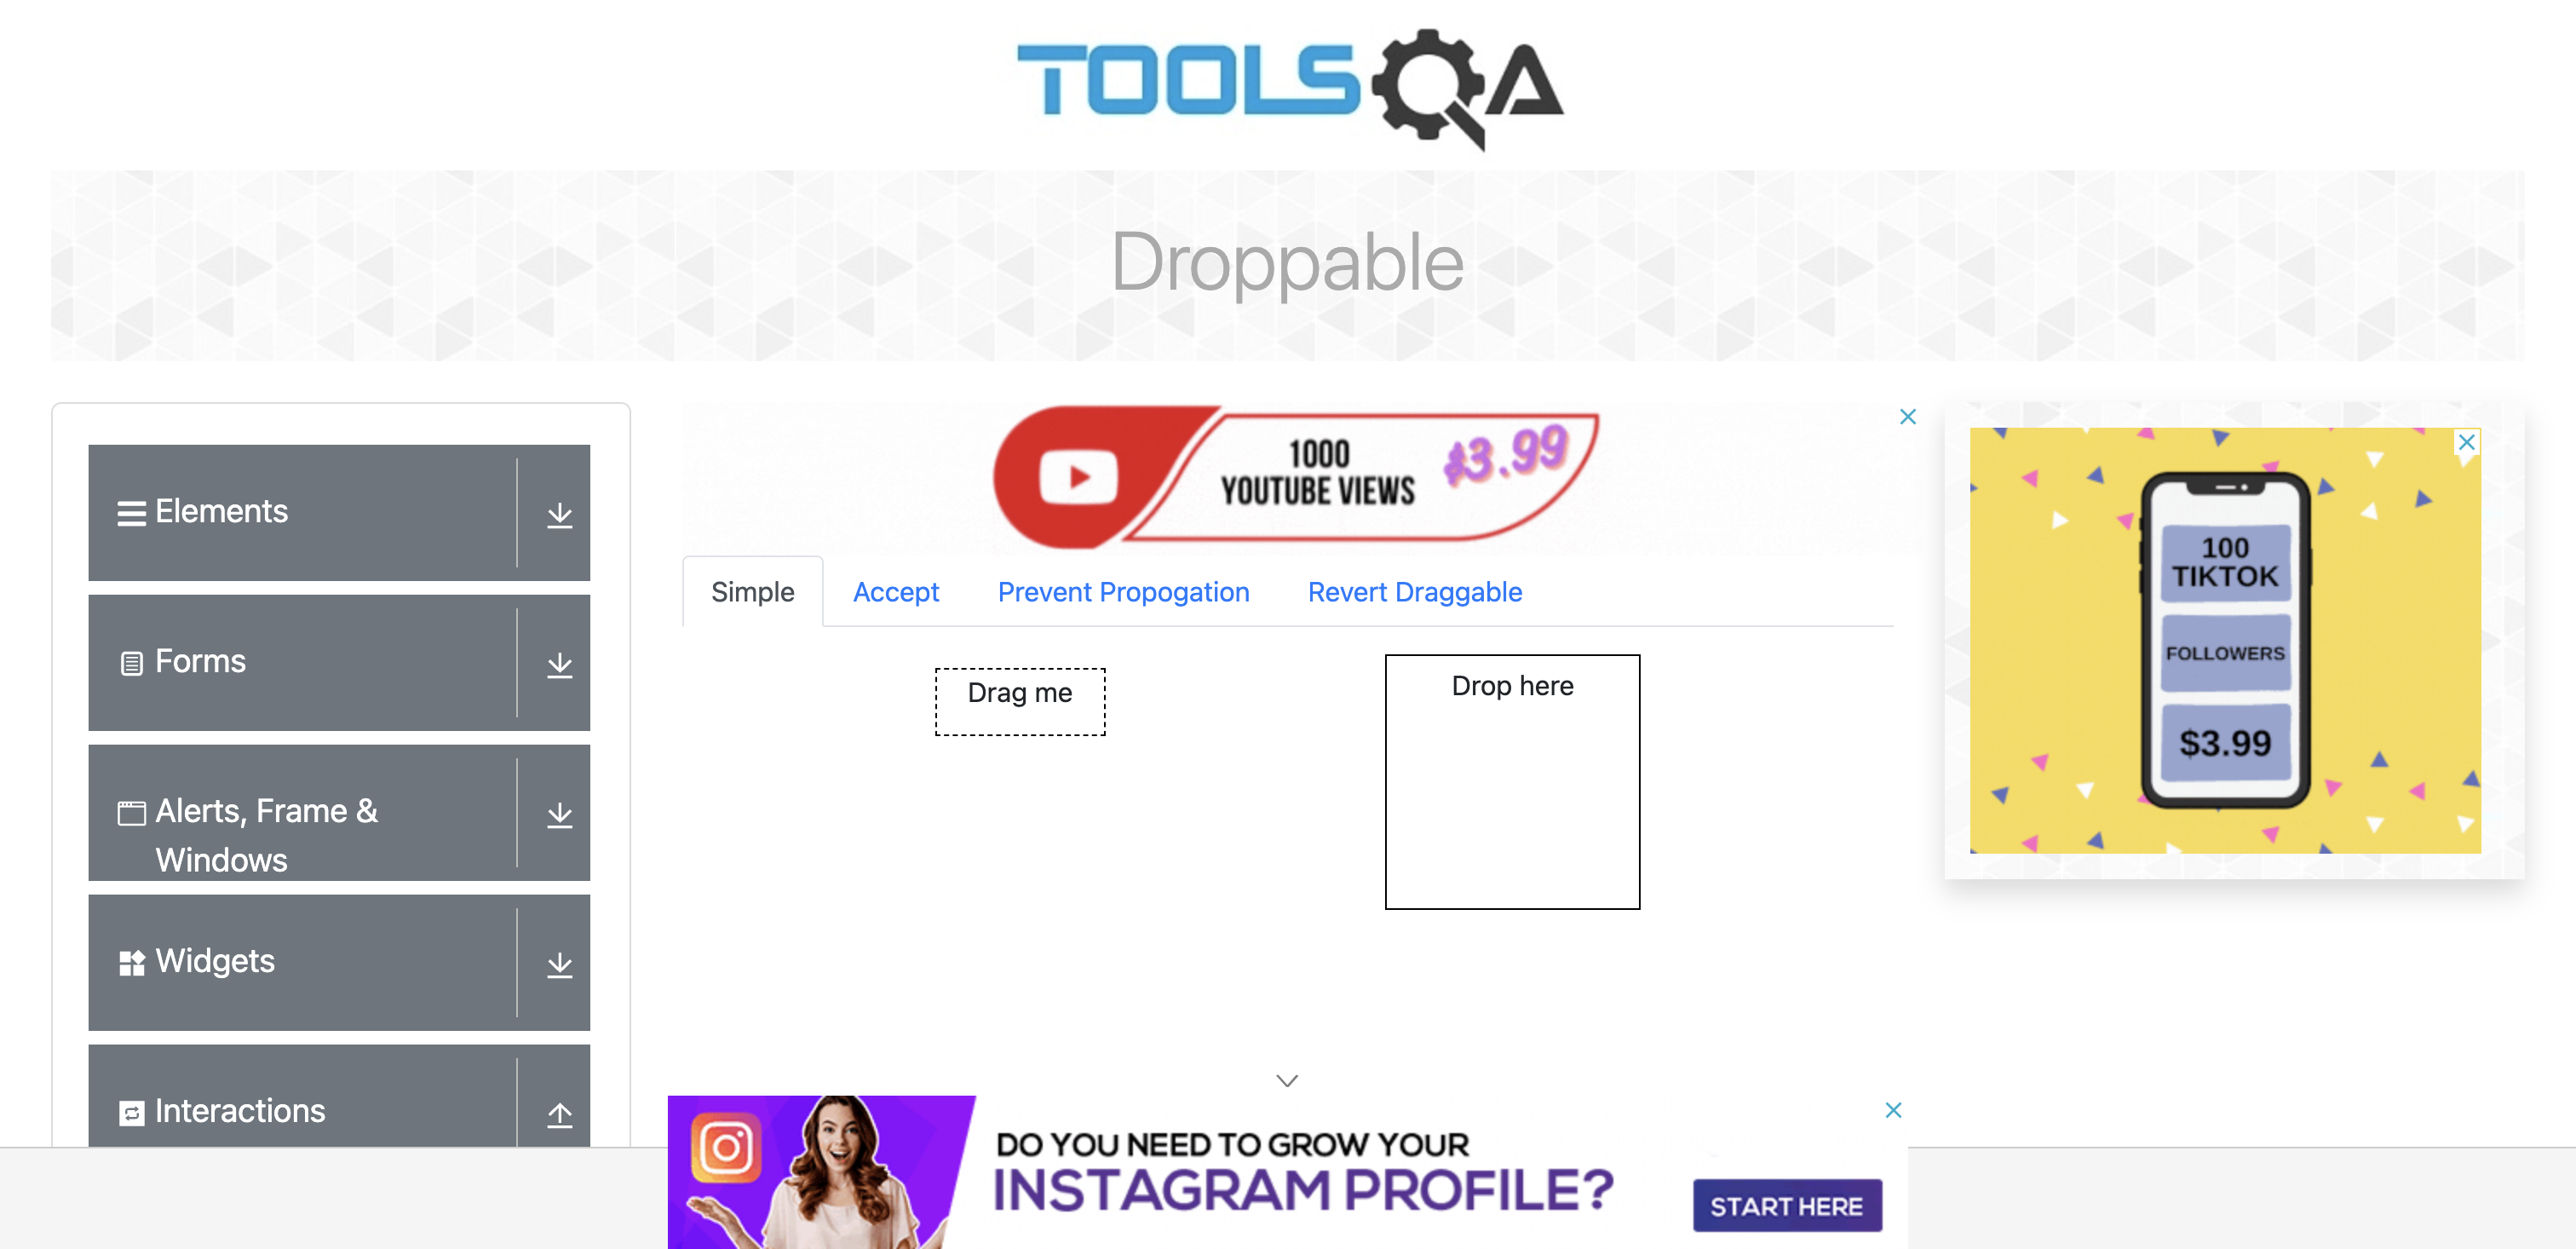 TOOLSQA
Droppable
Elements
Forms
Alerts, Frame &
Windows
Widgets
Interactions
1000
YOUTUBE VIEWS
$3.99
Simple
Accept
Prevent Propogation
Revert Draggable
Drag me
Drop here
100
TIKTOK
FOLLOWERS
$3.99
DO YOU NEED TO GROW YOUR
INSTAGRAM PROFILE?
START HERE